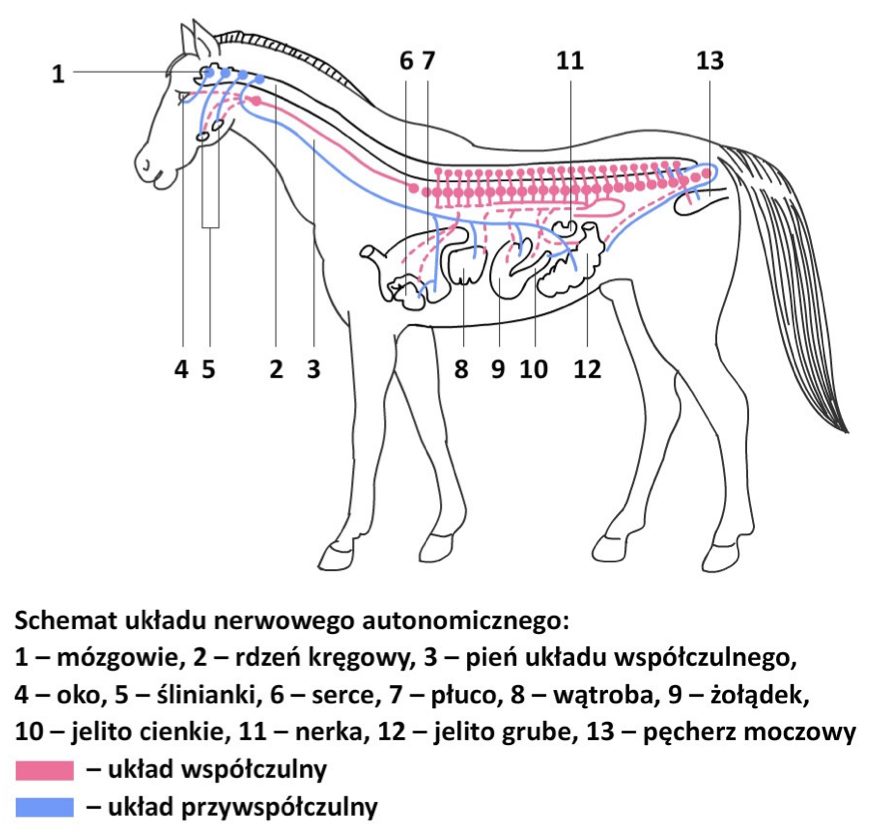 6 7 11 13
1
4 5 2 3 8 9 10 12
Schemat układu nerwowego autonomicznego:
1 – mózgowie, 2 – rdzeń kręgowy, 3 – pień układu współczulnego,
4 – oko, 5 – ślinianki, 6 – serce, 7 – płuco, 8 – wątroba, 9 – żołądek,
10 – jelito cienkie, 11 – nerka, 12 – jelito grube, 13 – pęcherz moczowy
– układ współczulny
– układ przywspółczulny